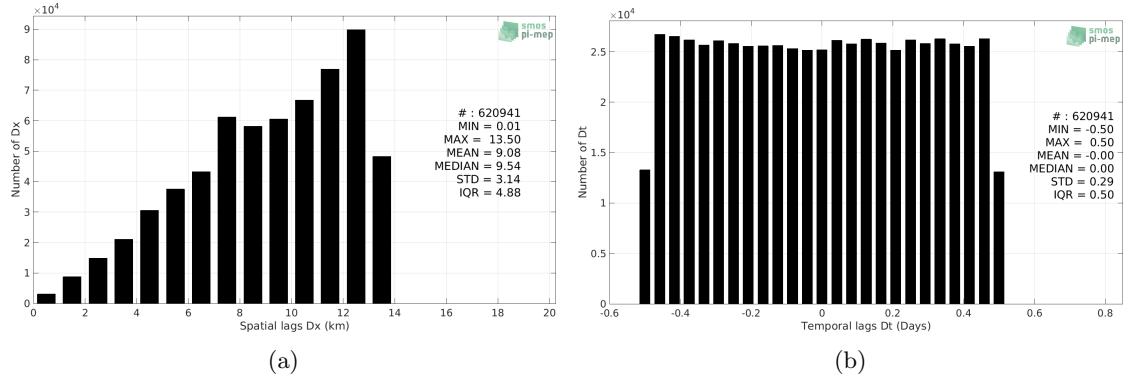 ×10⁴
9
8
7
6
5
4
3
2
1
0
Number of Dx
0 2 4 6 8 10 12 14 16 18 20
Spatial lags Dx (km)
smos
pi-mep
# : 620941
MIN = 0.01
MAX = 13.50
MEAN = 9.08
MEDIAN = 9.54
STD = 3.14
IQR = 4.88
(a)
×10⁴
2.5
2
1.5
1
0.5
0
Number of Dt
-0.6 -0.4 -0.2 0 0.2 0.4 0.6 0.8
Temporal lags Dt (Days)
smos
pi-mep
# : 620941
MIN = -0.50
MAX = 0.50
MEAN = -0.00
MEDIAN = 0.00
STD = 0.29
IQR = 0.50
(b)